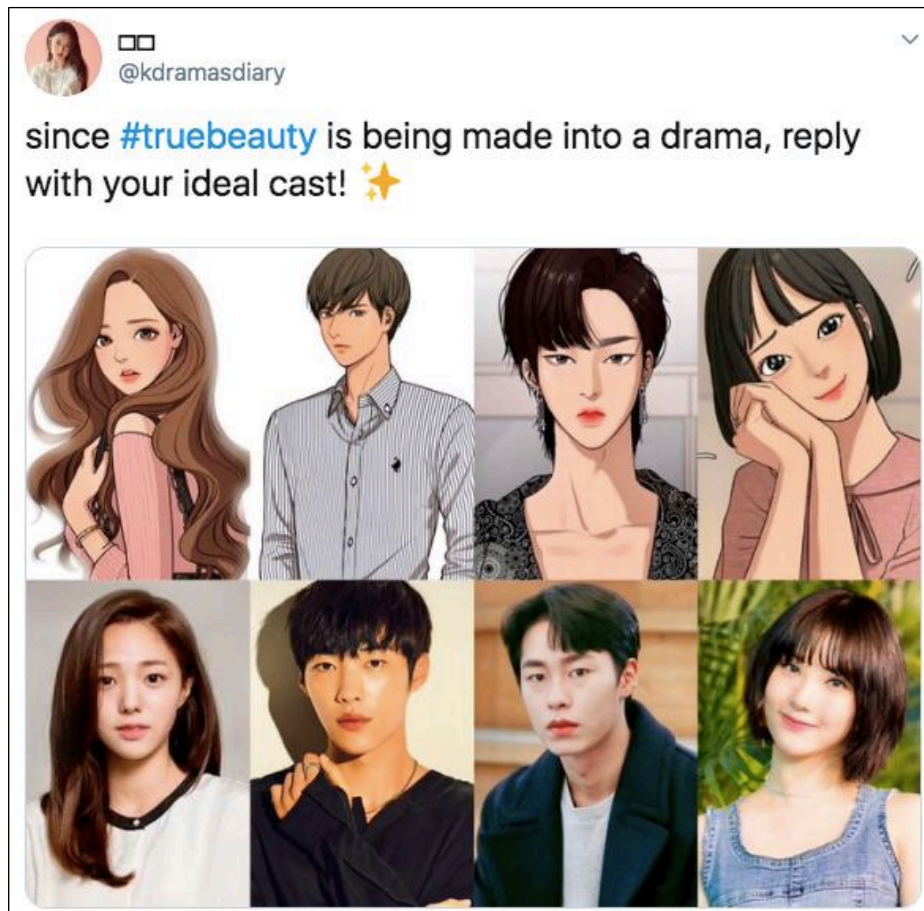 @kdramasdiary
since #truebeauty is being made into a drama, reply
with your ideal cast! ✨